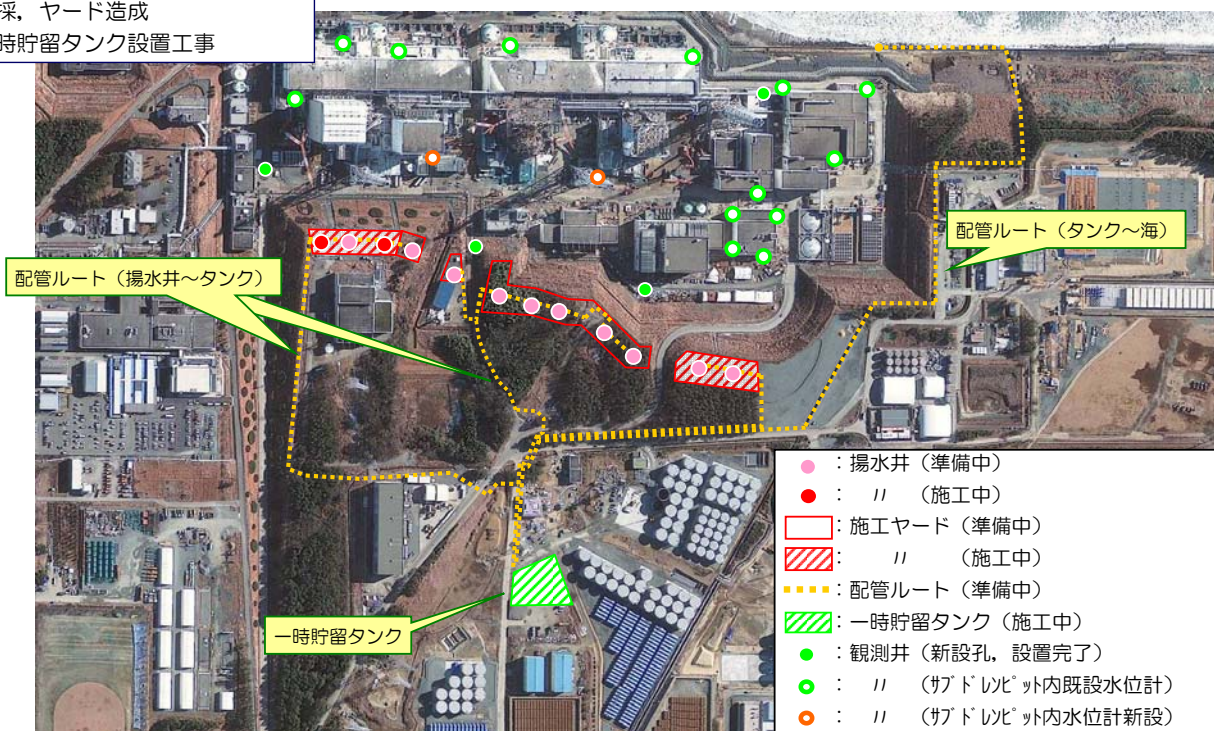 採，ヤード造成
時貯留タンク設置工事
配管ルート（タンク～海）
配管ルート（揚水井～タンク）
一時貯留タンク
：揚水井（準備中）
：　〃　（施工中）
：施工ヤード（準備中）
：　　〃　　（施工中）
：配管ルート（準備中）
：一時貯留タンク（施工中）
：観測井（新設孔，設置完了）
：　〃　（ｻﾌﾞﾄﾞﾚﾝﾋﾟｯﾄ内既設水位計）
：　〃　（ｻﾌﾞﾄﾞﾚﾝﾋﾟｯﾄ内水位計新設）